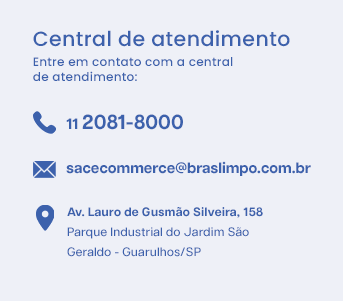 Central de atendimento
Entre em contato com a central
de atendimento:
11 2081-8000
sacecommerce@braslimpo.com.br
Av. Lauro de Gusmão Silveira, 158
Parque Industrial do Jardim São
Geraldo - Guarulhos/SP